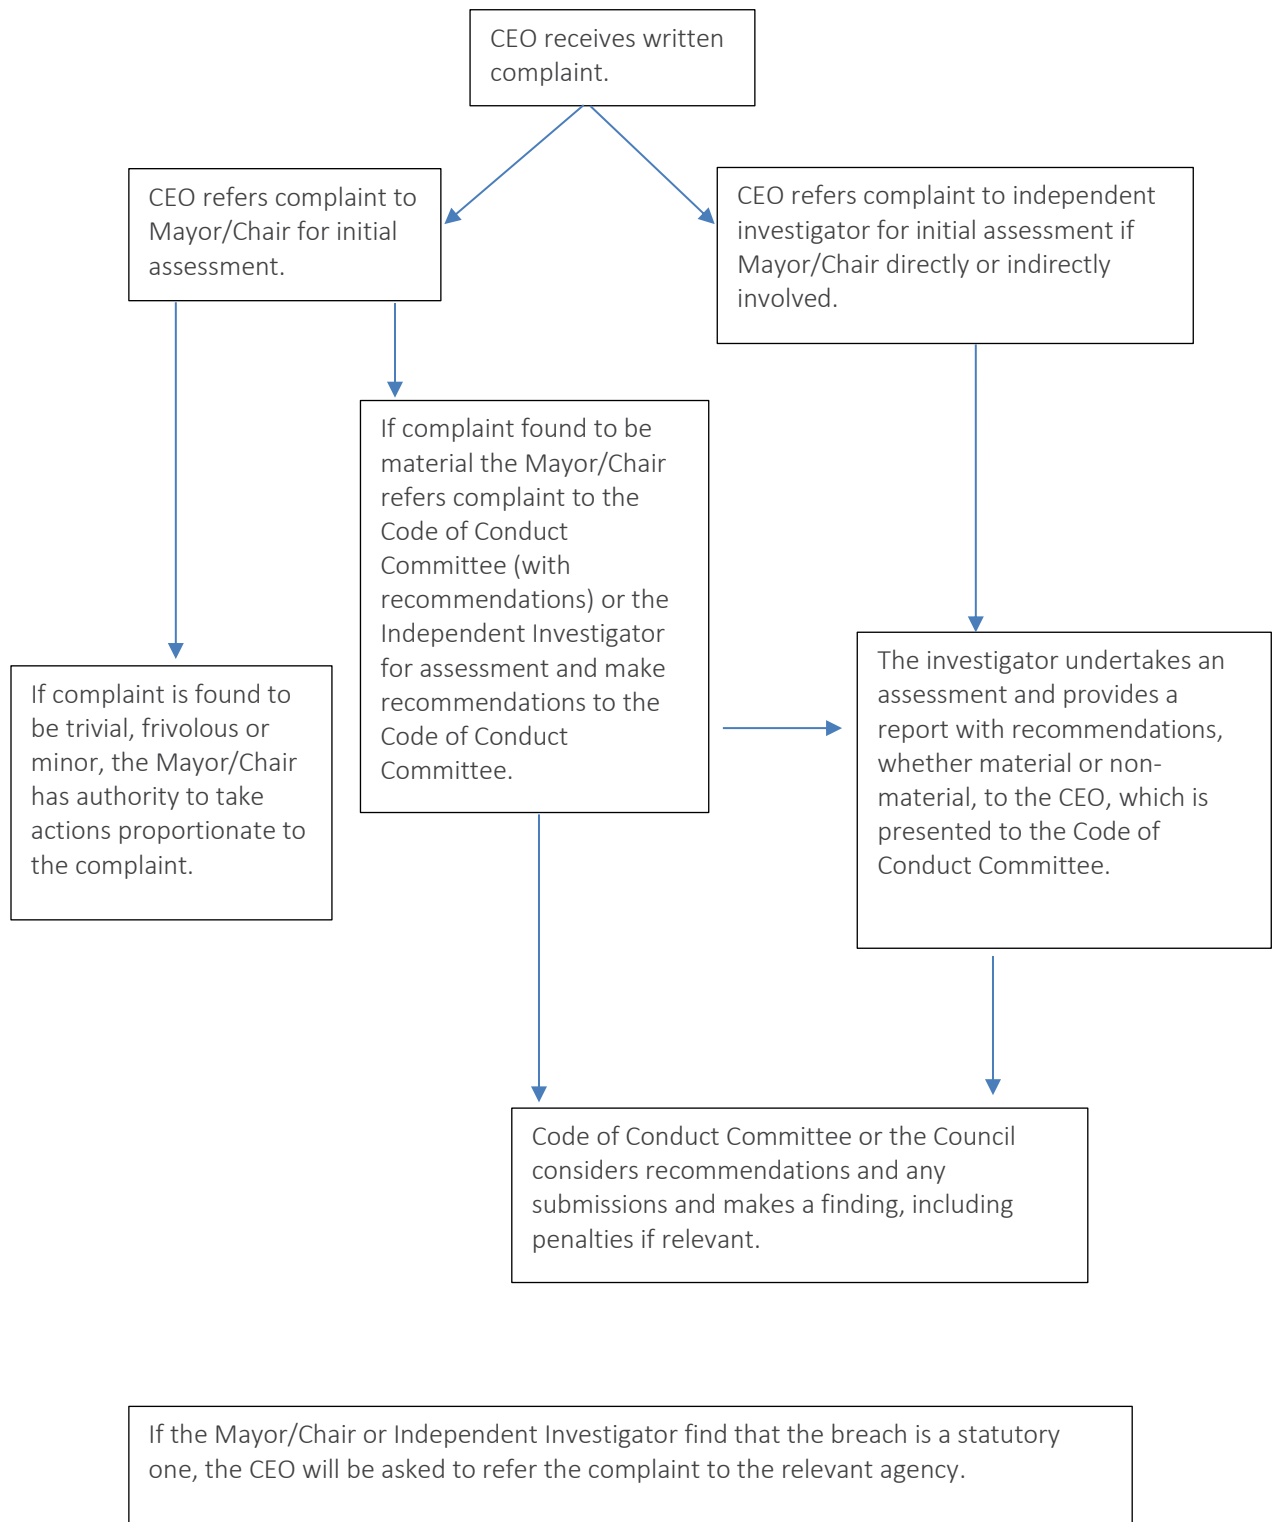 CEO receives written
complaint.
CEO refers complaint to
Mayor/Chair for initial
assessment.
CEO refers complaint to independent
investigator for initial assessment if
Mayor/Chair directly or indirectly
involved.
If complaint found to be
material the Mayor/Chair
refers complaint to the
Code of Conduct
Committee (with
recommendations) or the
Independent Investigator
for assessment and make
recommendations to the
Code of Conduct
Committee.
If complaint is found to
be trivial, frivolous or
minor, the Mayor/Chair
has authority to take
actions proportionate to
the complaint.
The investigator undertakes an
assessment and provides a
report with recommendations,
whether material or non-
material, to the CEO, which is
presented to the Code of
Conduct Committee.
Code of Conduct Committee or the Council
considers recommendations and any
submissions and makes a finding, including
penalties if relevant.
If the Mayor/Chair or Independent Investigator find that the breach is a statutory
one, the CEO will be asked to refer the complaint to the relevant agency.